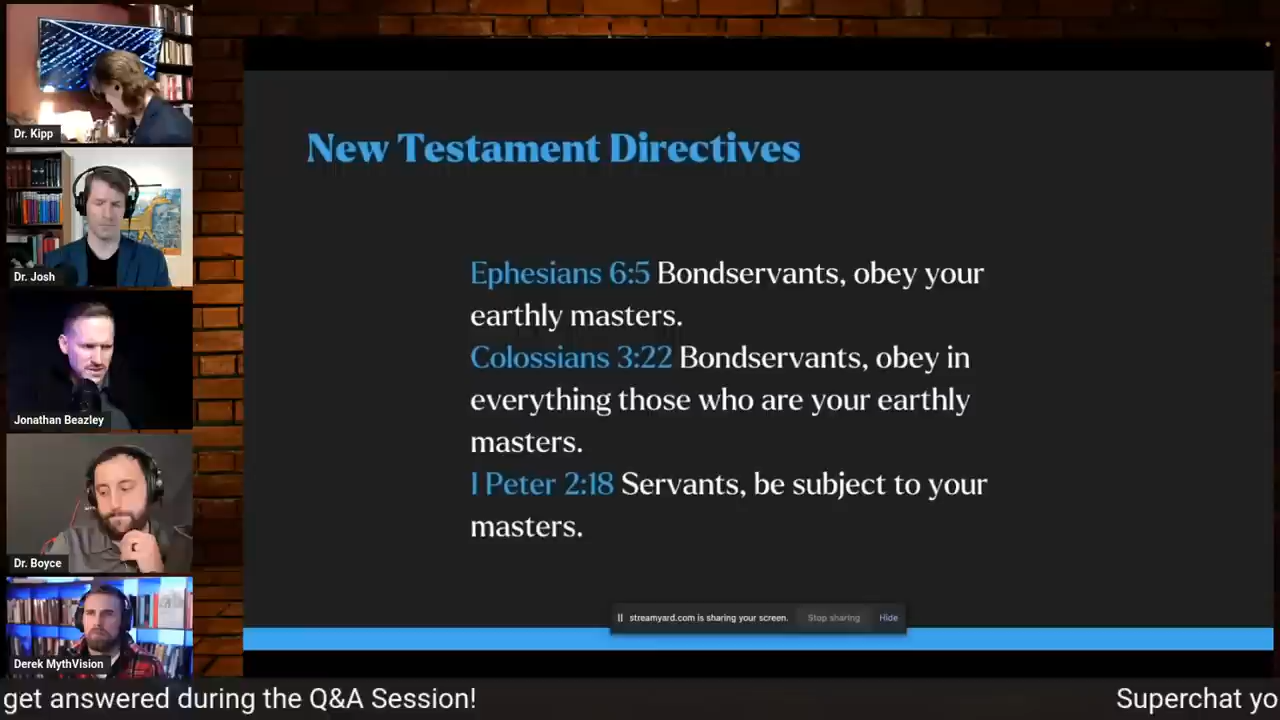 Dr. Kipp
Dr. Josh
Jonathan Beazley
Dr. Boyce
Derek MythVision
New Testament Directives
Ephesians 6:5 Bondservants, obey your
earthly masters.
Colossians 3:22 Bondservants, obey in
everything those who are your earthly
masters.
I Peter 2:18 Servants, be subject to your
masters.
streamyard.com is sharing your screen. Stop sharing Hide
get answered during the Q&A Session! Superchat yo